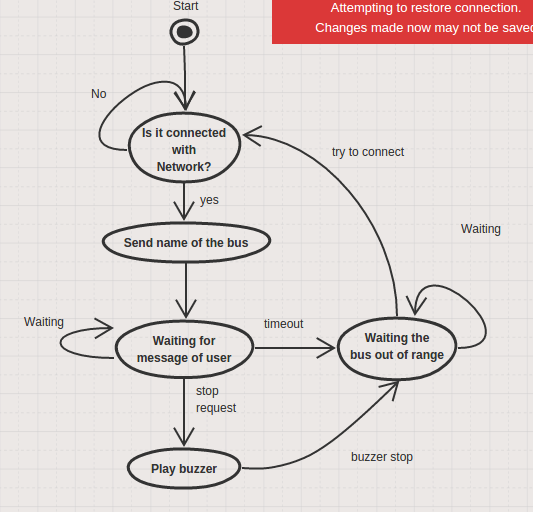 Start
Attempting to restore connection.
Changes made now may not be saved
No
Is it connected
with
Network?
try to connect
yes
Waiting
Send name of the bus
Waiting
timeout
Waiting for
message of user
Waiting the
bus out of range
stop
request
buzzer stop
Play buzzer